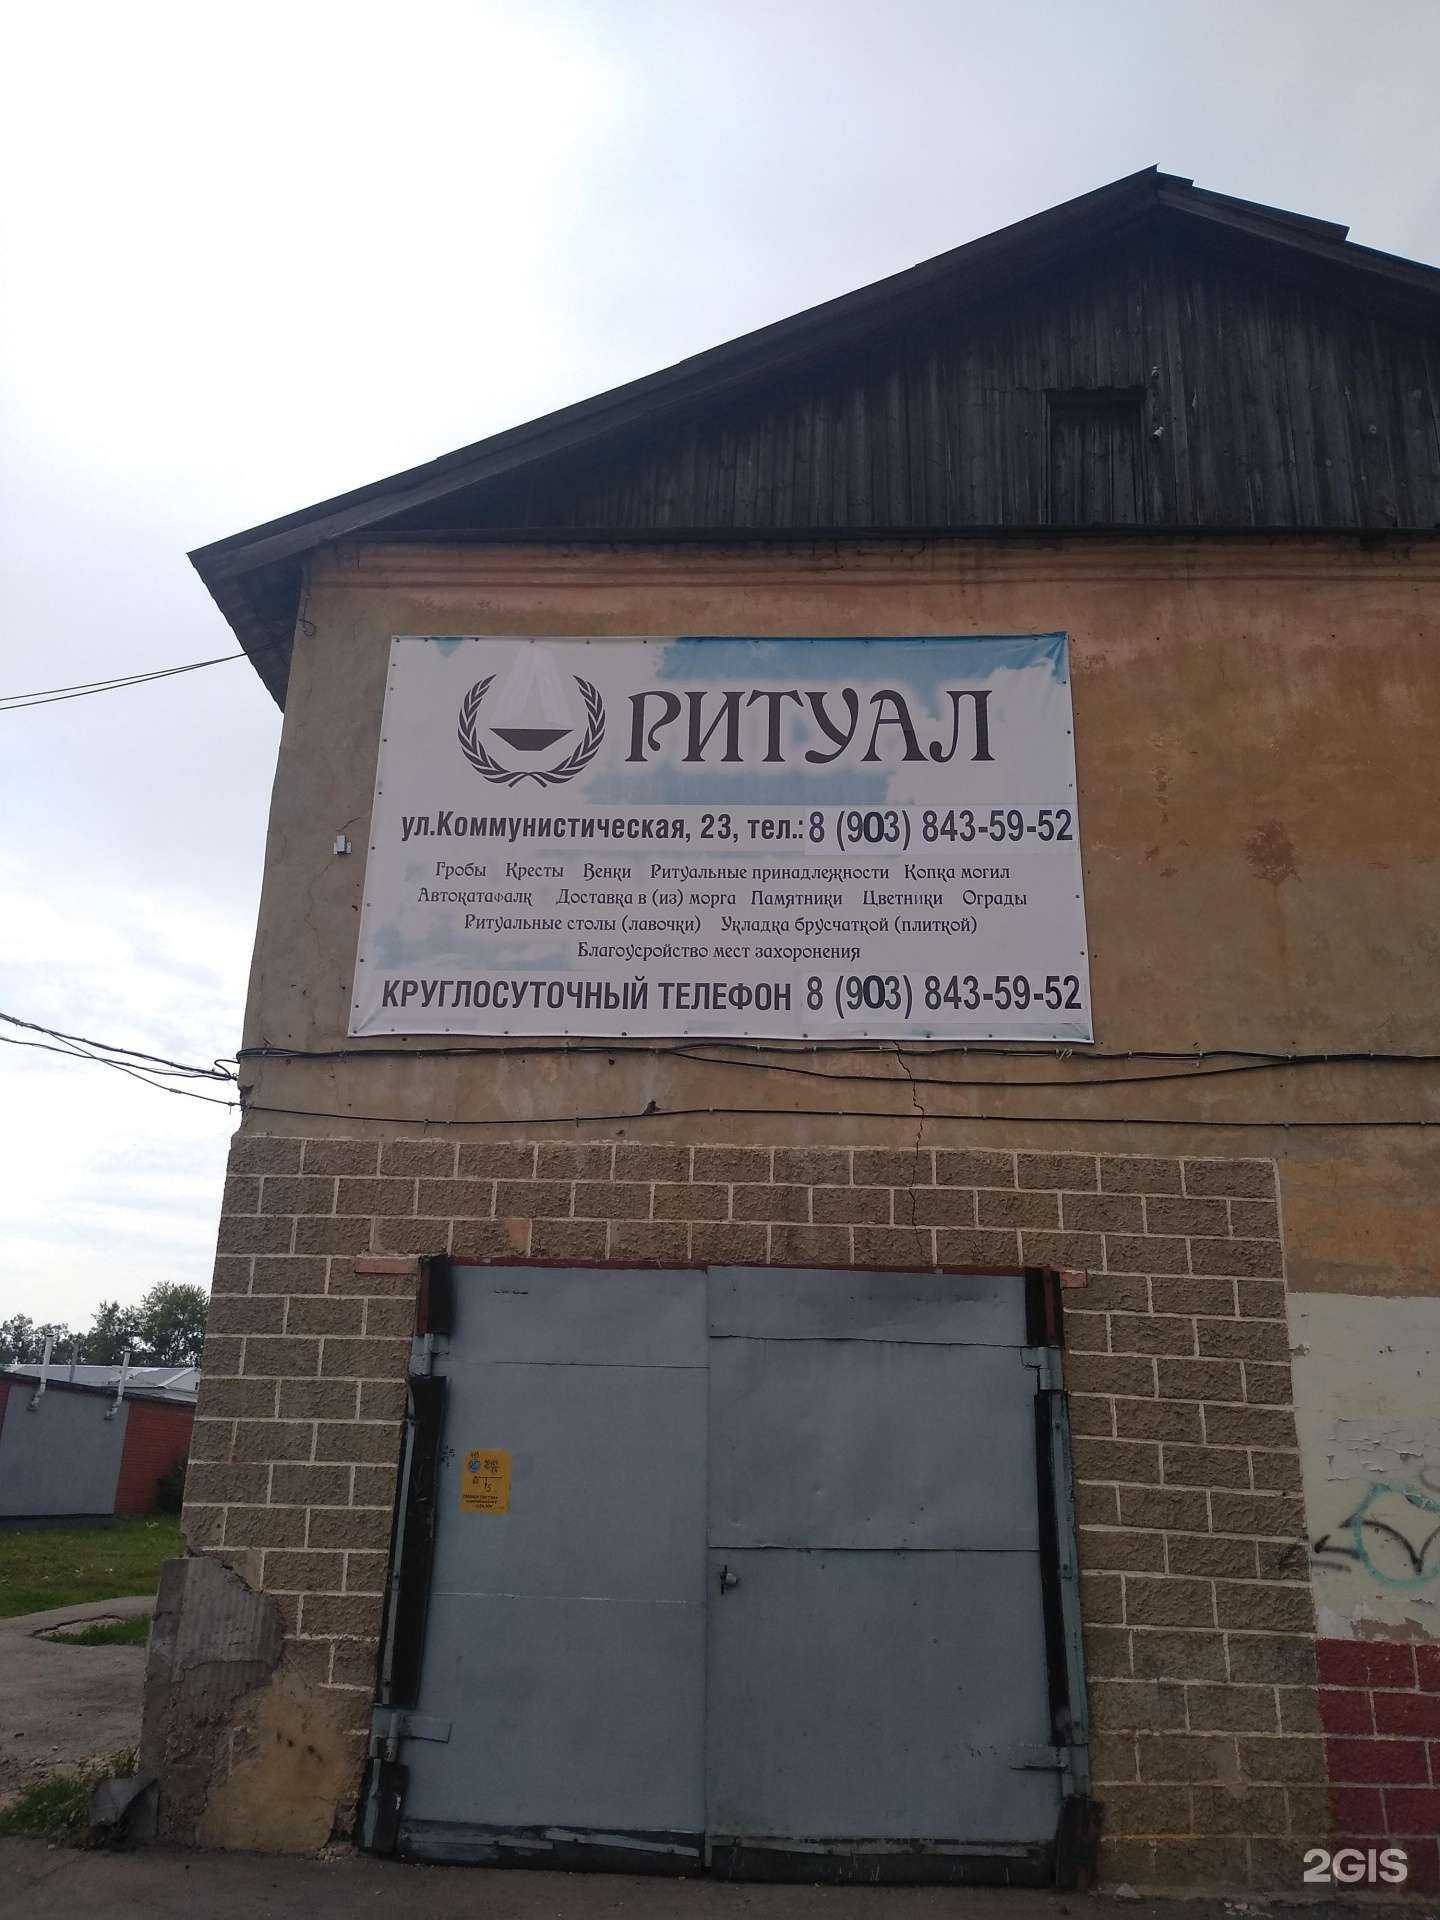 РИТУАЛ
ул.Коммунистическая, 23, тел.: 8 (903) 843-59-52
Гробы Кресты Венки Ритуальные принадлежности Копка могил
Автокатафалк Доставка в (из) морга Памятники Цветники Ограды
Ритуальные столы (лавочки) Укладка брусчаткой (плиткой)
Благоусройство мест захоронения
КРУГЛОСУТОЧНЫЙ ТЕЛЕФОН 8 (903) 843-59-52
2GIS